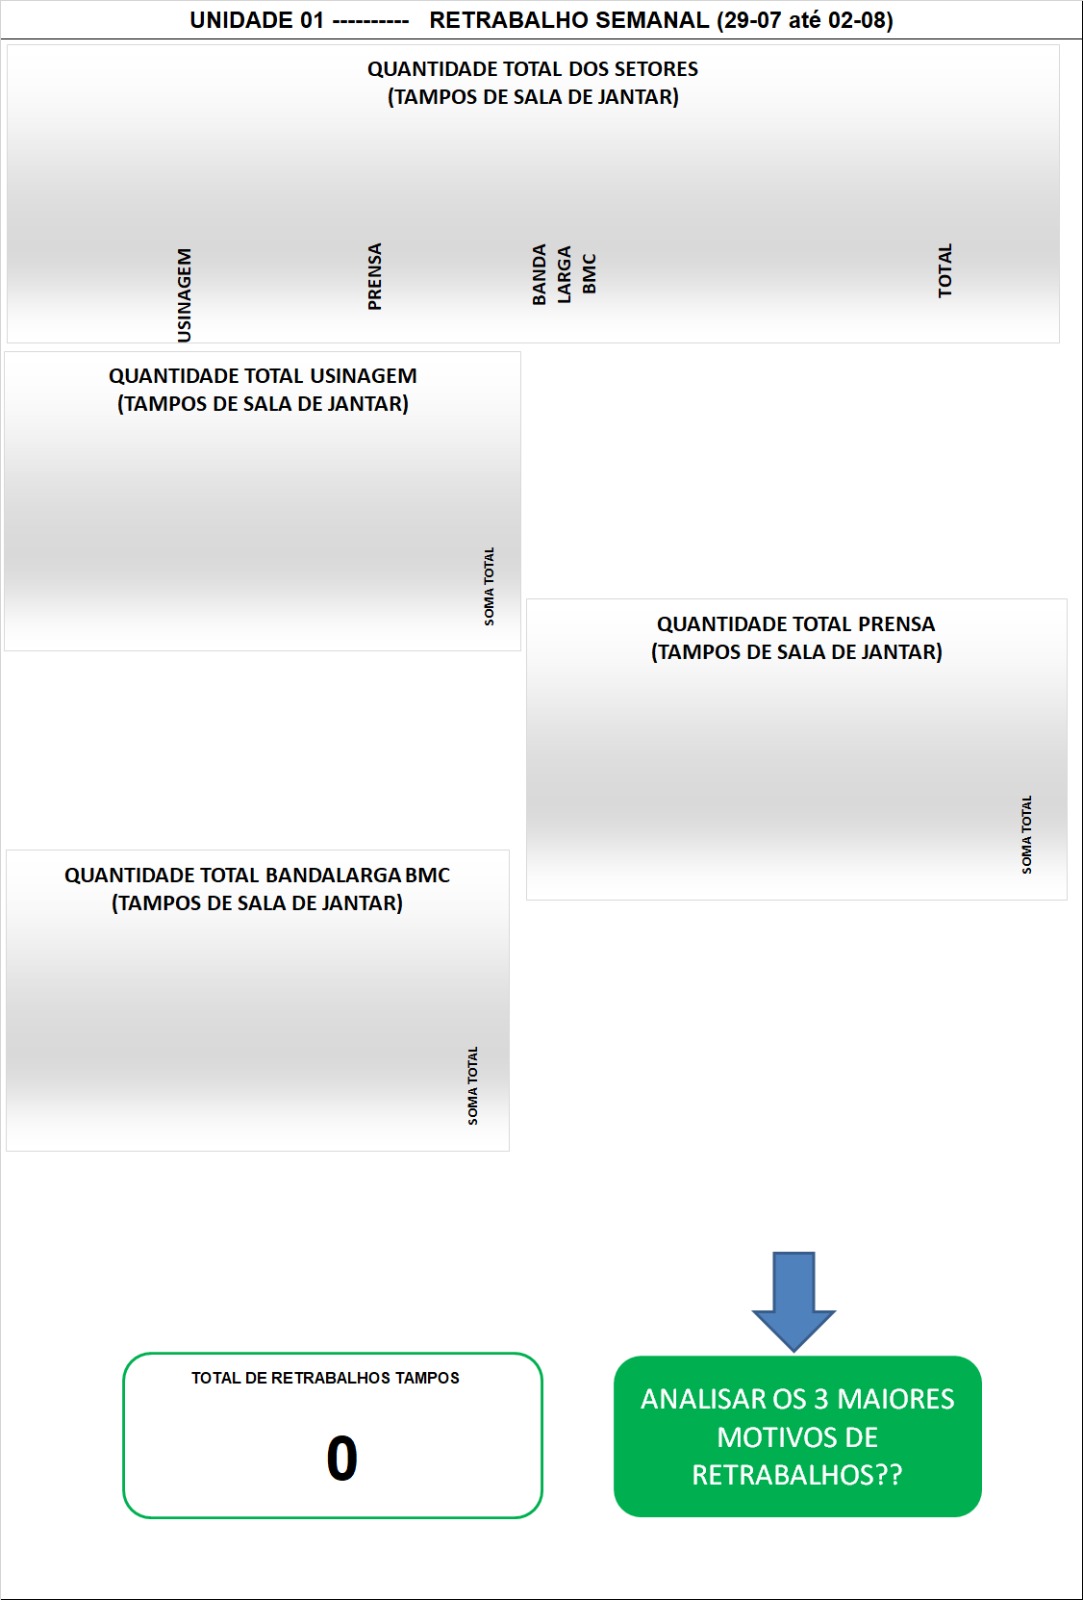 UNIDADE 01 ---------- RETRABALHO SEMANAL (29-07 até 02-08)
QUANTIDADE TOTAL DOS SETORES
(TAMPOS DE SALA DE JANTAR)
USINAGEM
PRENSA
BANDA
LARGA
BMC
TOTAL
QUANTIDADE TOTAL USINAGEM
(TAMPOS DE SALA DE JANTAR)
SOMA TOTAL
QUANTIDADE TOTAL PRENSA
(TAMPOS DE SALA DE JANTAR)
SOMA TOTAL
QUANTIDADE TOTAL BANDALARGA BMC
(TAMPOS DE SALA DE JANTAR)
SOMA TOTAL
TOTAL DE RETRABALHOS TAMPOS
0
ANALISAR OS 3 MAIORES
MOTIVOS DE
RETRABALHOS??